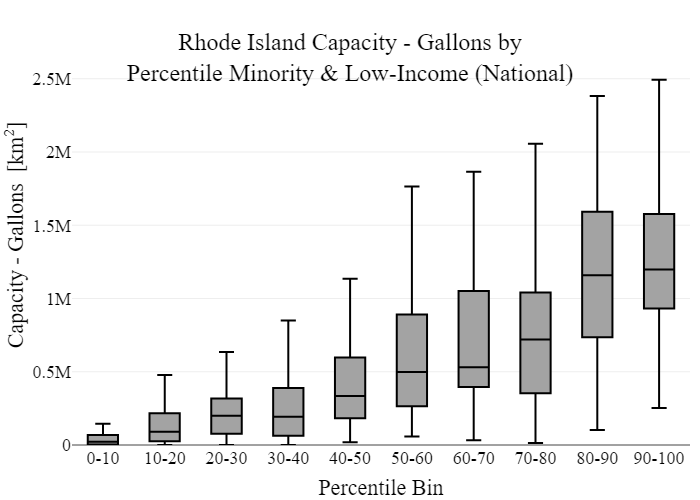 Rhode Island Capacity - Gallons by
Percentile Minority & Low-Income (National)
2.5M
2M
1.5M
1M
0.5M
0
Capacity - Gallons [km²]
0-10 10-20 20-30 30-40 40-50 50-60 60-70 70-80 80-90 90-100
Percentile Bin